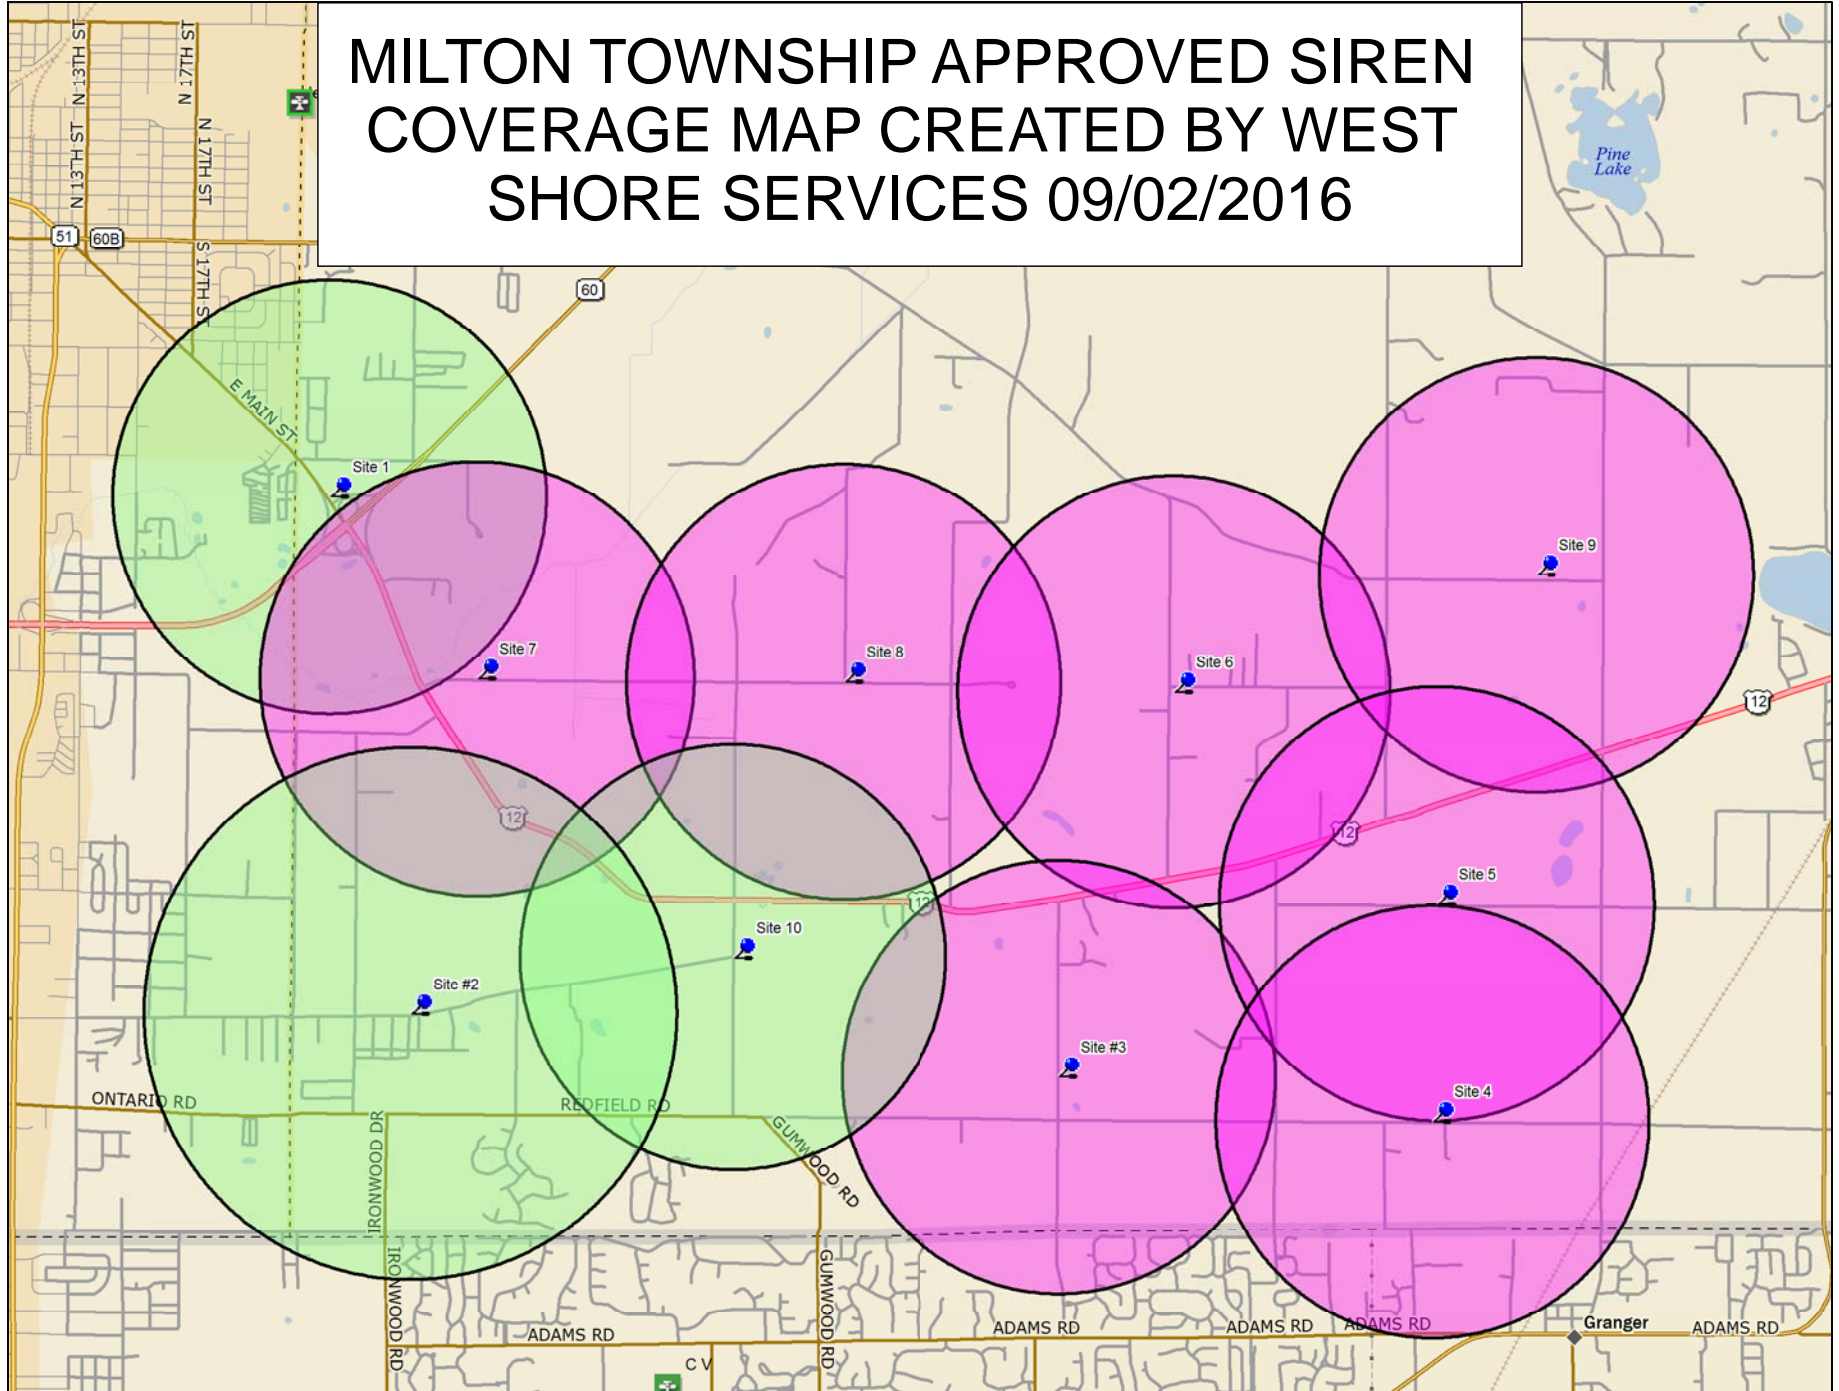 MILTON TOWNSHIP APPROVED SIREN
COVERAGE MAP CREATED BY WEST
SHORE SERVICES 09/02/2016
N 13TH ST
N 17TH ST
N 13TH ST
N 17TH ST
Pine
Lake
51
60B
S 17TH ST
60
E MAIN ST
Site 1
Site 9
Site 7
Site 8
Site 6
12
12
12
12
Site 5
Site 10
Site #2
Site #3
Site 4
ONTARIO RD
REDFIELD RD
IRONWOOD DR
GUMWOOD RD
IRONWOOD RD
GUMWOOD RD
ADAMS RD
ADAMS RD
ADAMS RD
ADAMS RD
Granger
ADAMS RD
C V